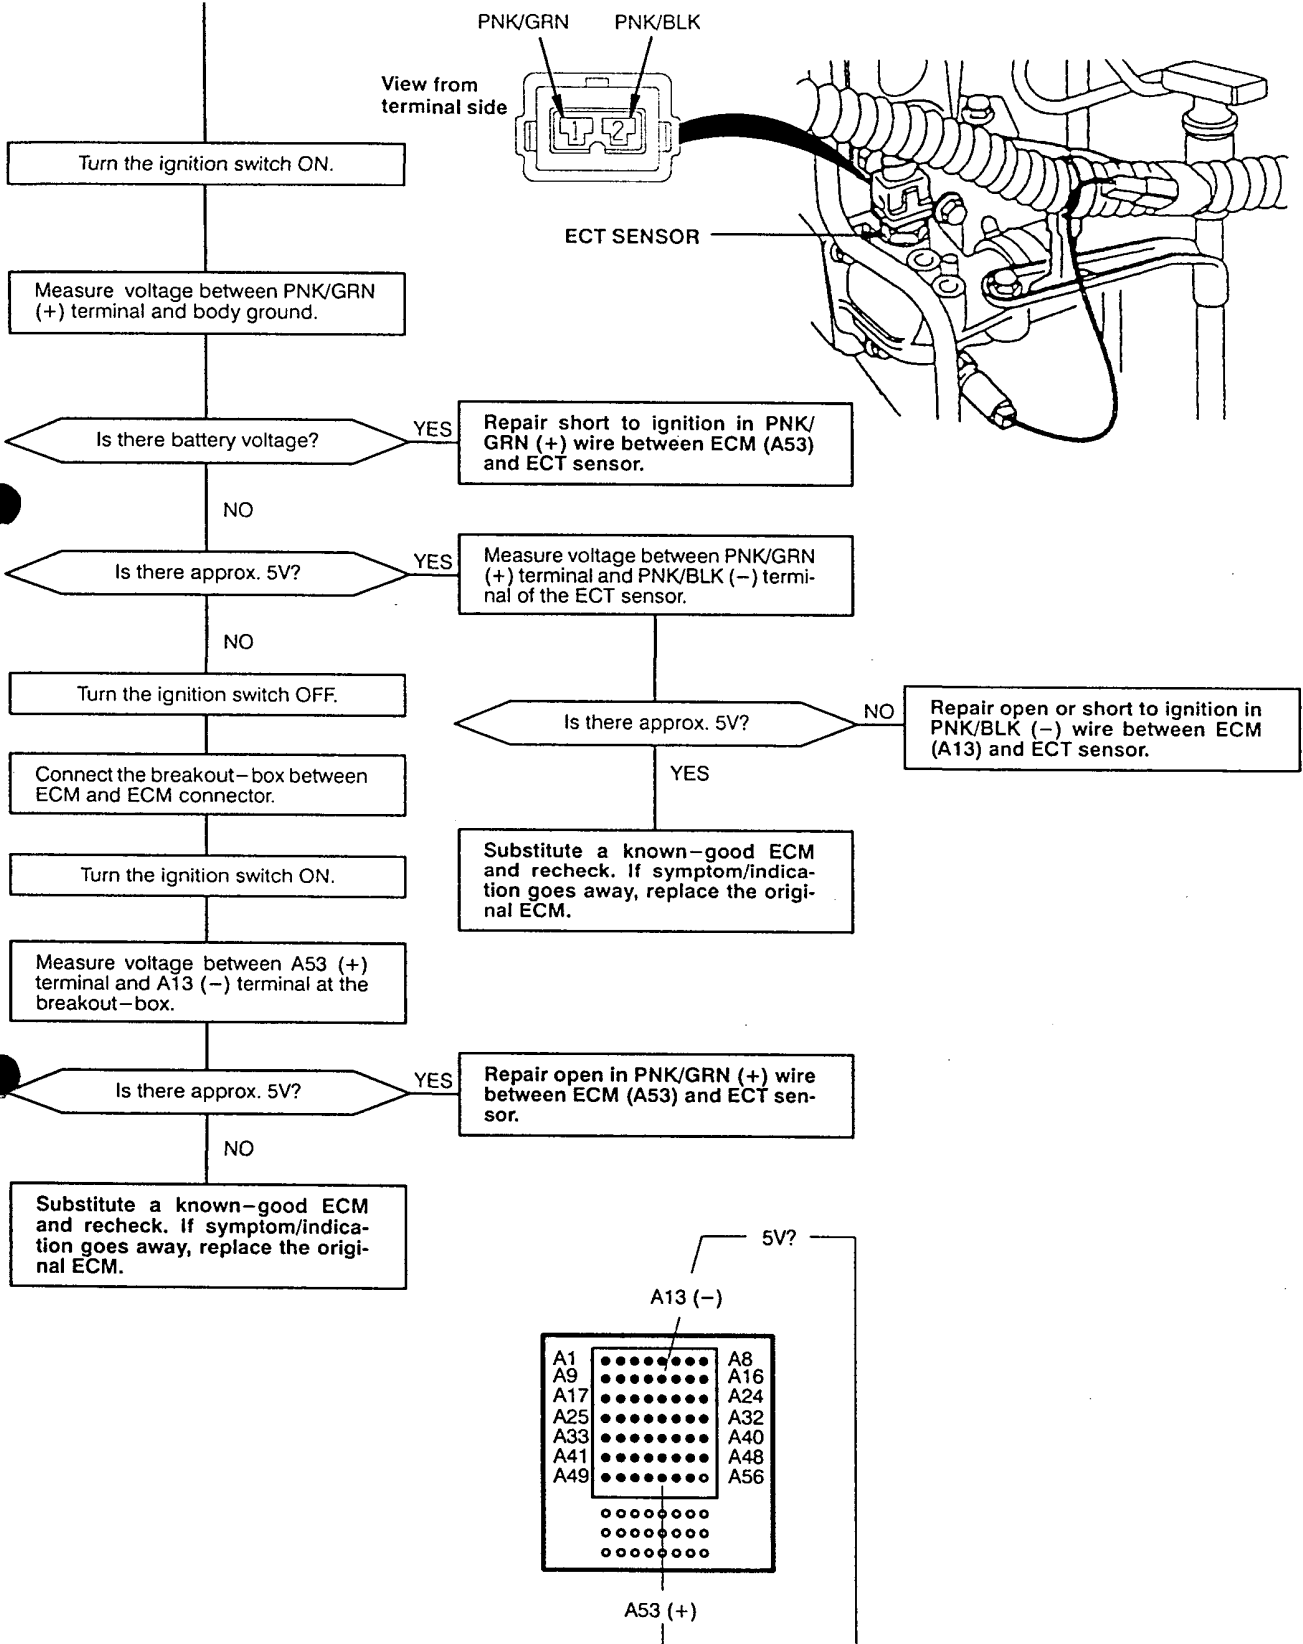 PNK/GRN PNK/BLK
View from
terminal side
1 2
ECT SENSOR
Turn the ignition switch ON.
Measure voltage between PNK/GRN
(+) terminal and body ground.
Is there battery voltage?
YES
Repair short to ignition in PNK/
GRN (+) wire between ECM (A53)
and ECT sensor.
NO
Is there approx. 5V?
YES
Measure voltage between PNK/GRN
(+) terminal and PNK/BLK (−) termi-
nal of the ECT sensor.
NO
Turn the ignition switch OFF.
Is there approx. 5V?
NO
Repair open or short to ignition in
PNK/BLK (−) wire between ECM
(A13) and ECT sensor.
YES
Connect the breakout−box between
ECM and ECM connector.
Substitute a known−good ECM
and recheck. If symptom/indica-
tion goes away, replace the origi-
nal ECM.
Turn the ignition switch ON.
Measure voltage between A53 (+)
terminal and A13 (−) terminal at the
breakout−box.
Is there approx. 5V?
YES
Repair open in PNK/GRN (+) wire
between ECM (A53) and ECT sen-
sor.
NO
Substitute a known−good ECM
and recheck. If symptom/indica-
tion goes away, replace the origi-
nal ECM.
5V?
A13 (−)
A1 A8
A9 A16
A17 A24
A25 A32
A33 A40
A41 A48
A49 A56
A53 (+)